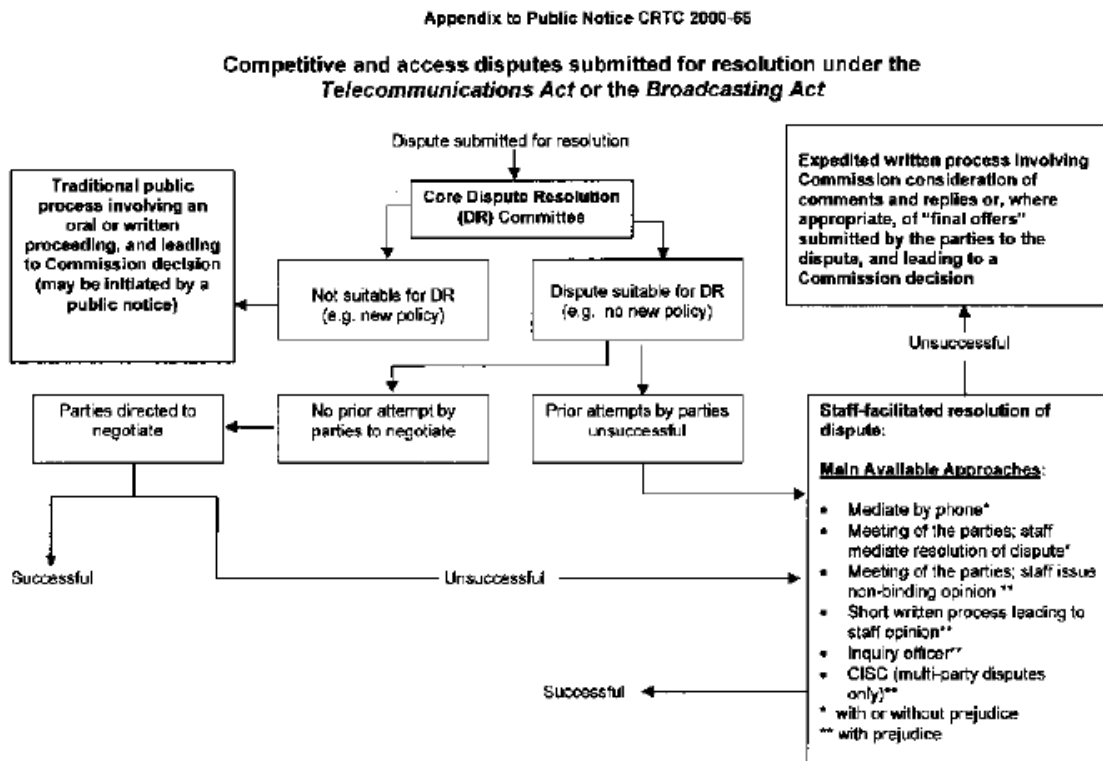 Appendix to Public Notice CRTC 2000-65
Competitive and access disputes submitted for resolution under the
Telecommunications Act or the Broadcasting Act
Dispute submitted for resolution
Traditional public
process involving an
oral or written
proceeding, and leading
to Commission decision
(may be initiated by a
public notice)
Core Dispute Resolution
(DR) Committee
Expedited written process involving
Commission consideration of
comments and replies or, where
appropriate, of "final offers"
submitted by the parties to the
dispute, and leading to a
Commission decision
Not suitable for DR
(e.g. new policy)
Dispute suitable for DR
(e.g. no new policy)
Unsuccessful
Parties directed to
negotiate
No prior attempt by
parties to negotiate
Prior attempts by parties
unsuccessful
Staff-facilitated resolution of
dispute:
Main Available Approaches:
• Mediate by phone*
• Meeting of the parties; staff
mediate resolution of dispute*
• Meeting of the parties; staff issue
non-binding opinion **
• Short written process leading to
staff opinion**
• Inquiry officer**
• CISC (multi-party disputes
only)**
* with or without prejudice
** with prejudice
Successful
Unsuccessful
Successful